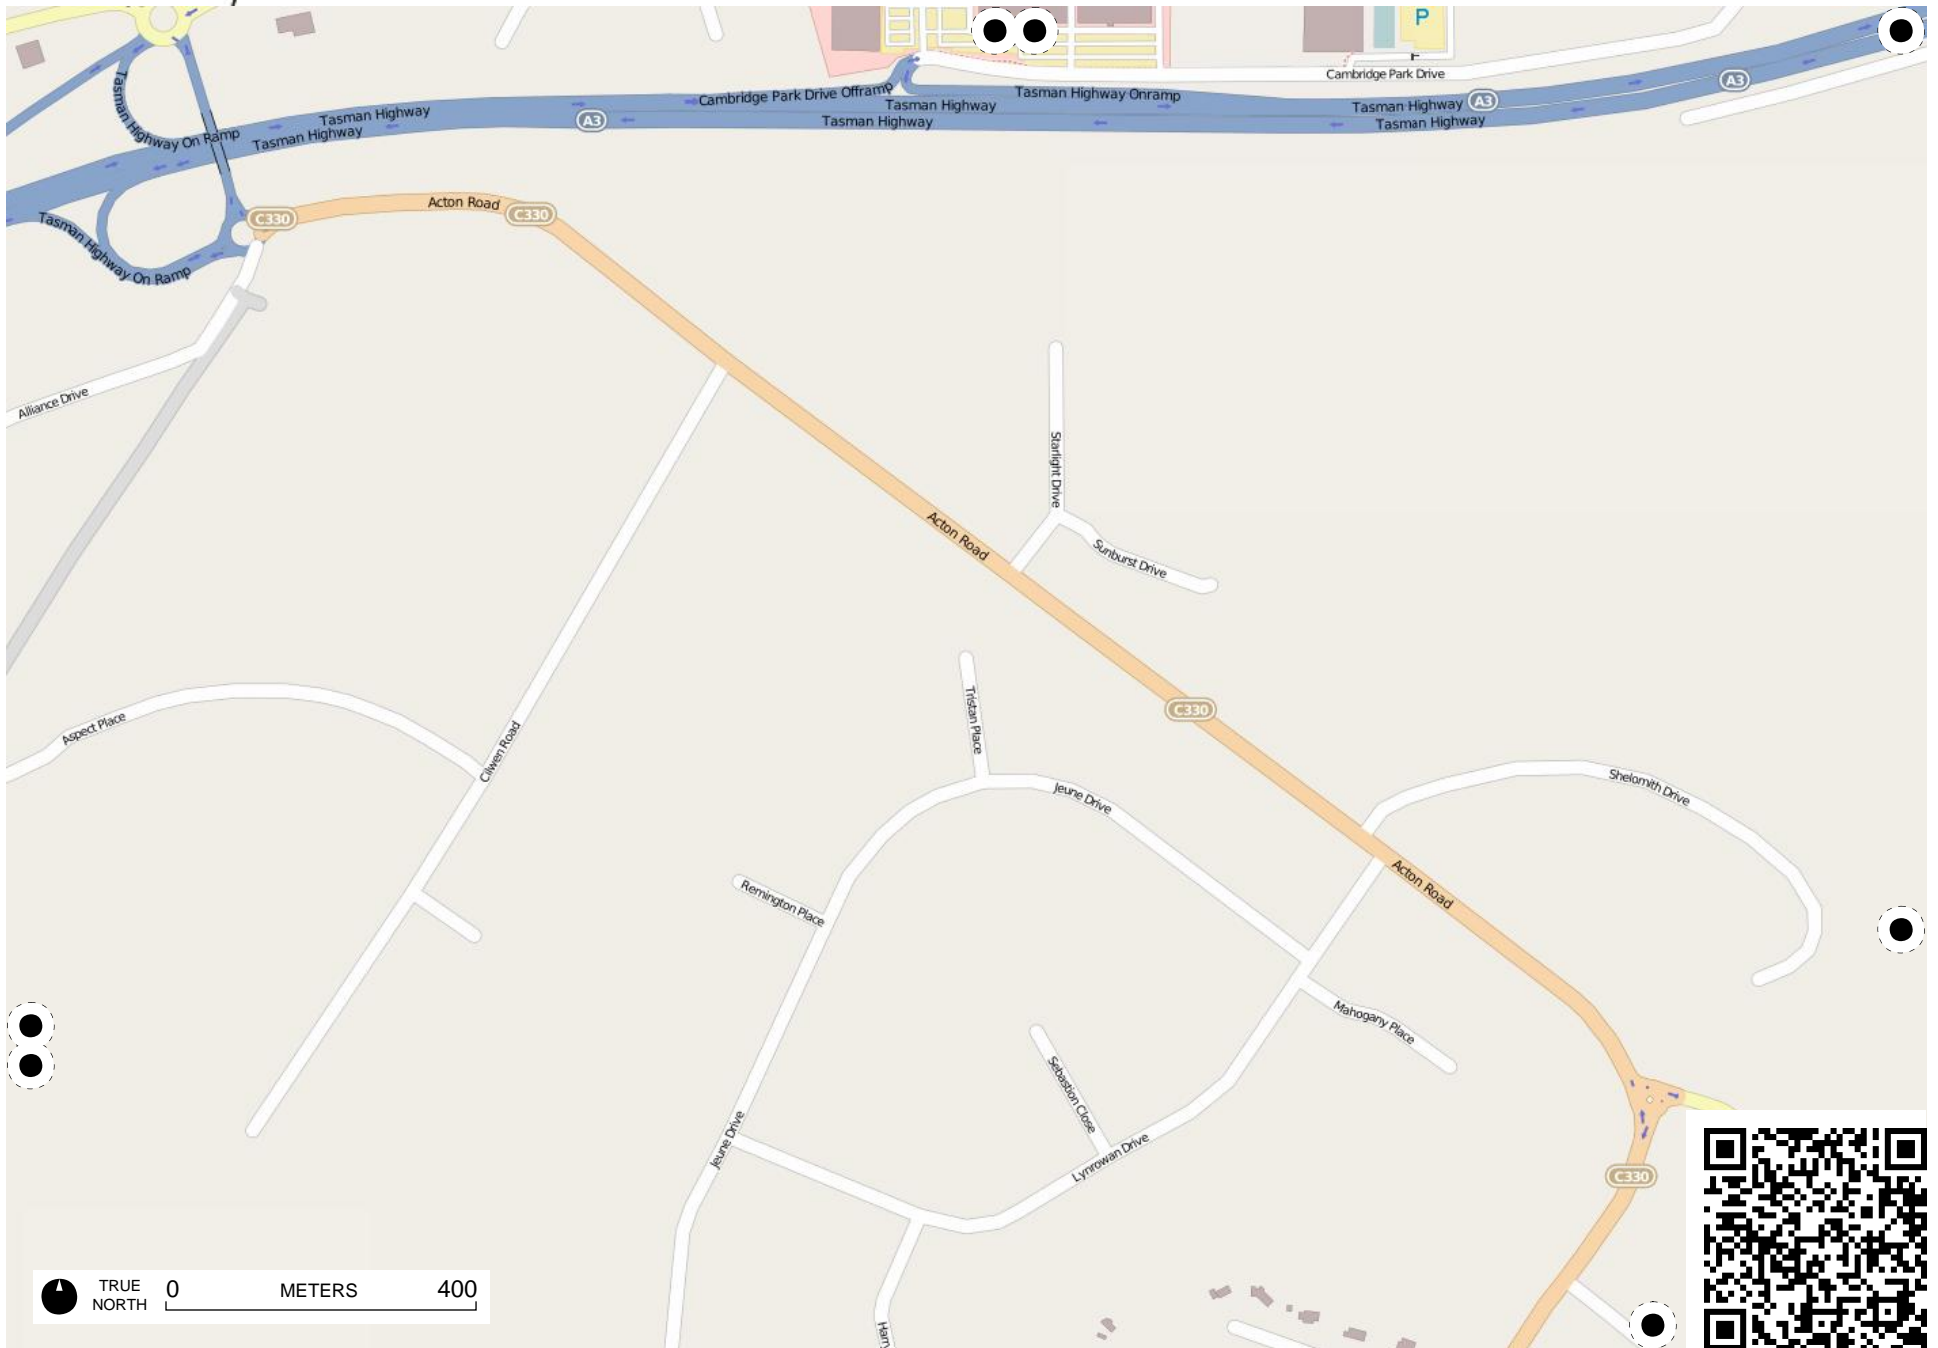 P
Cambridge Park Drive
A3
Cambridge Park Drive Offramp
Tasman Highway Onramp
Tasman Highway
Tasman Highway
A3
Tasman Highway
Tasman Highway On Ramp
Tasman Highway
A3
Tasman Highway
Tasman Highway
Acton Road
C330
C330
Tasman Highway On Ramp
Alliance Drive
Starlight Drive
Acton Road
Sunburst Drive
Tristan Place
C330
Aspect Place
Cilwen Road
Jeune Drive
Shelomith Drive
Acton Road
Remington Place
Mahogany Place
Sebastion Close
Jeune Drive
Lynrowan Drive
C330
TRUE
NORTH
0
METERS
400